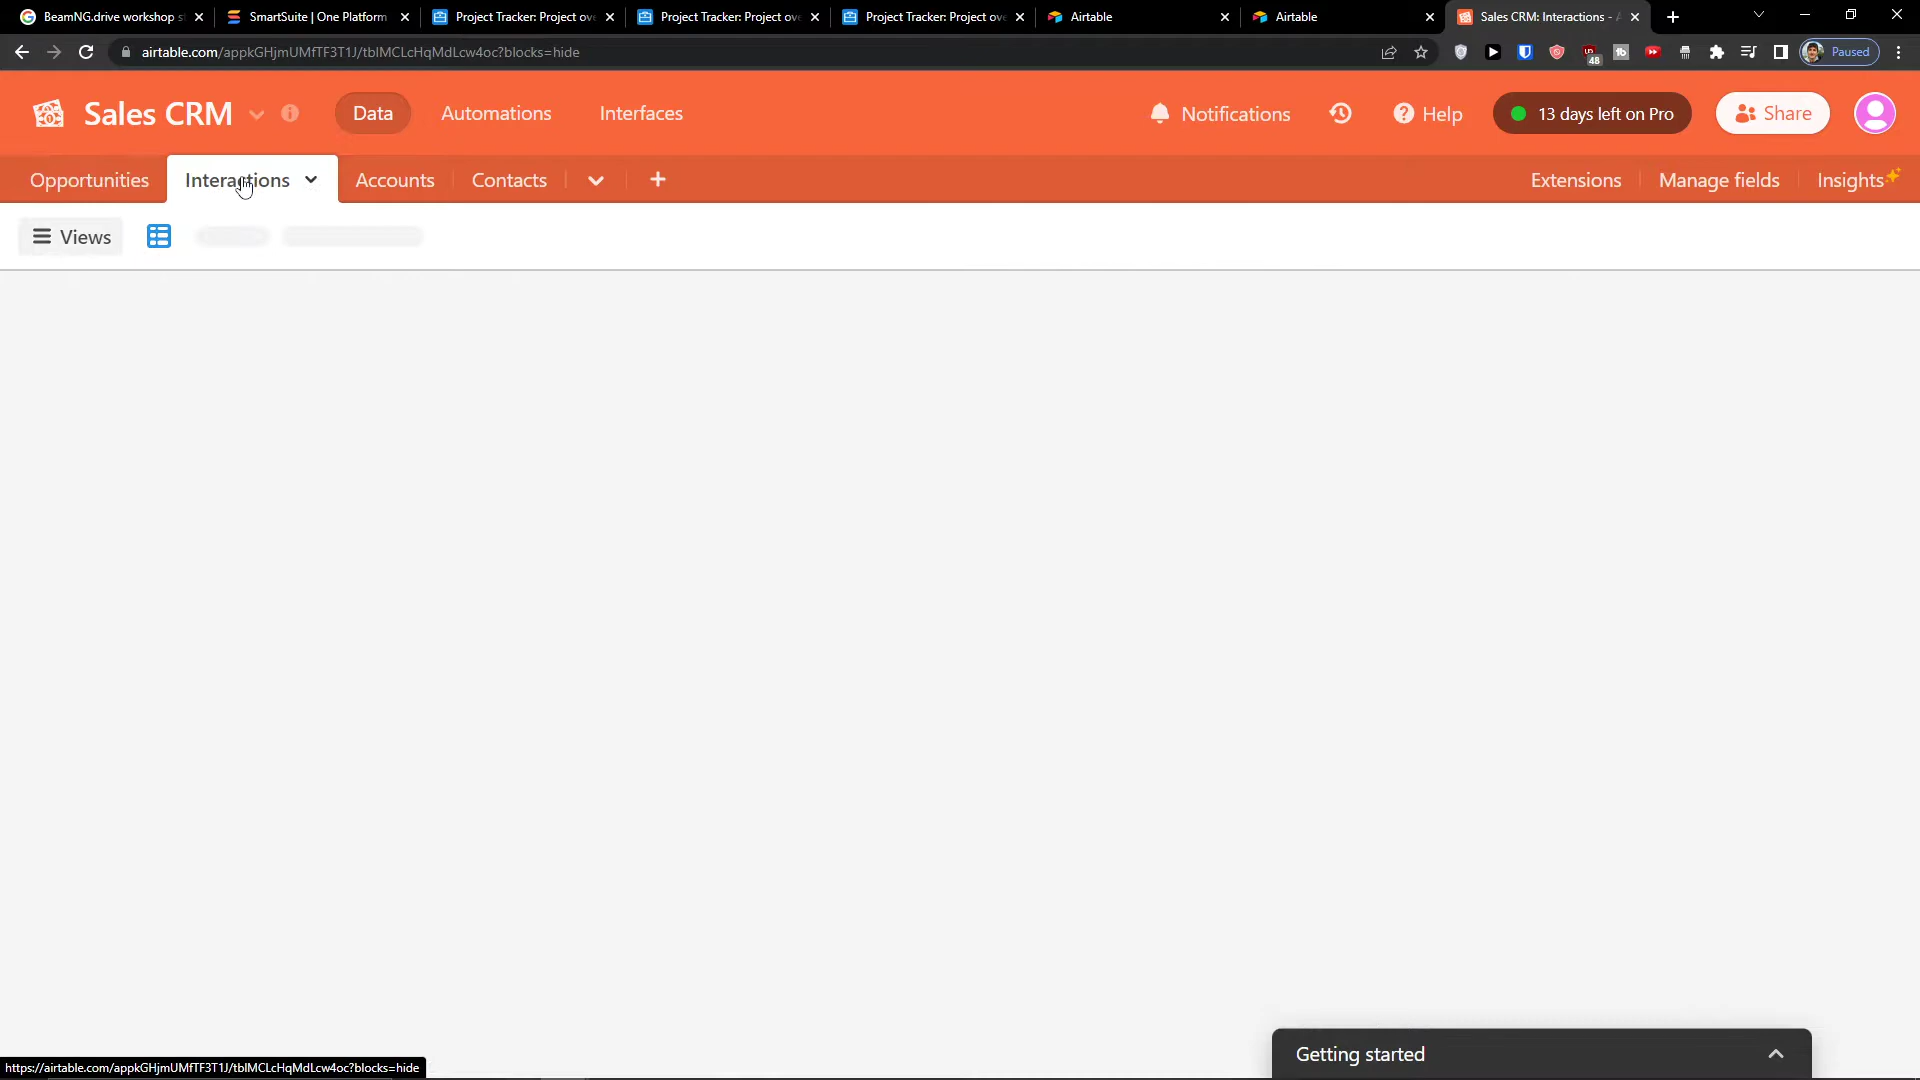 BeamNG.drive workshop s
SmartSuite | One Platform
Project Tracker: Project ov
Project Tracker: Project ov
Project Tracker: Project ov
Airtable
Airtable
Sales CRM: Interactions - A
airtable.com/appkGHjmUMfTF3T1J/tblMCLcHqMdLcw4oc?blocks=hide
48
Paused
Sales CRM
Data
Automations
Interfaces
Notifications
Help
13 days left on Pro
Share
Opportunities
Interactions
Accounts
Contacts
Extensions
Manage fields
Insights
Views
Getting started
https://airtable.com/appkGHjmUMfTF3T1J/tblMCLcHqMdLcw4oc?blocks=hide